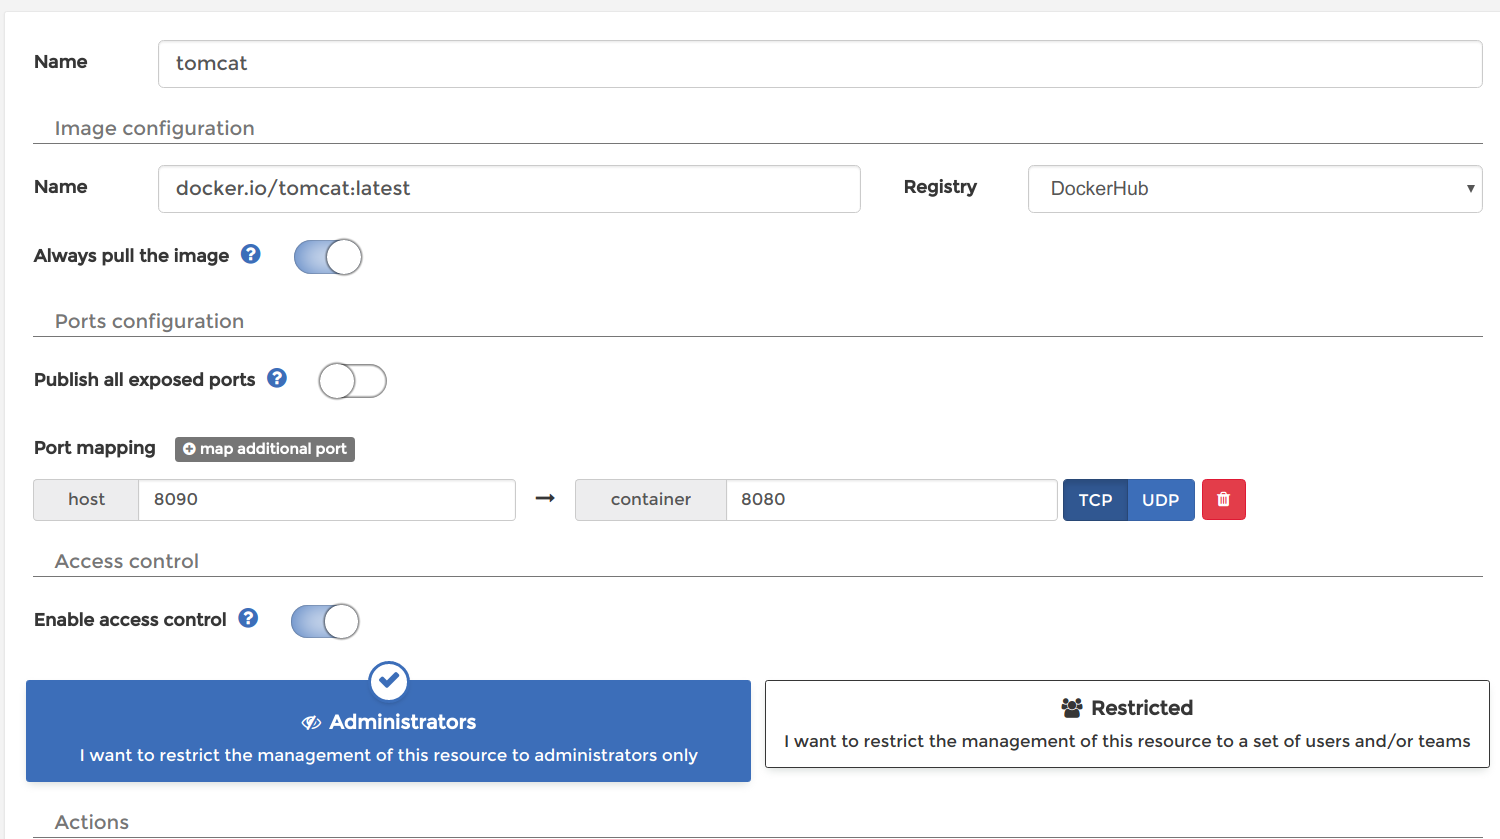 Name tomcat
Image configuration
Name docker.io/tomcat:latest Registry DockerHub
Always pull the image
Ports configuration
Publish all exposed ports
Port mapping map additional port
host 8090 → container 8080 TCP UDP
Access control
Enable access control
Administrators
I want to restrict the management of this resource to administrators only
Restricted
I want to restrict the management of this resource to a set of users and/or teams
Actions